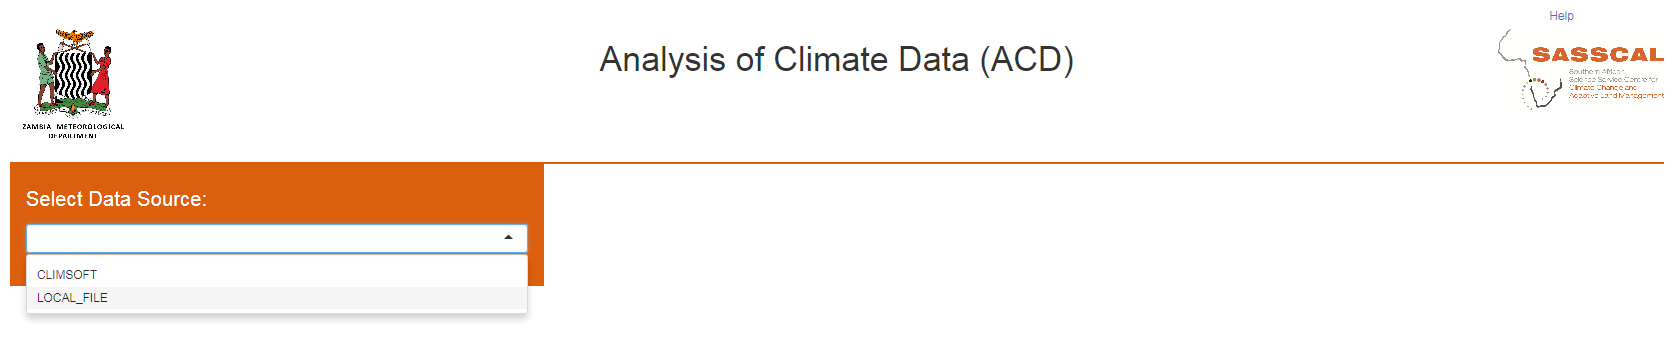 Help
Analysis of Climate Data (ACD)
ZAMBIA METEOROLOGICAL
DEPARTMENT
SASSCAL
Southern African
Science Service Centre for
Climate Change and
Adaptive Land Management
Select Data Source:
CLIMSOFT
LOCAL_FILE